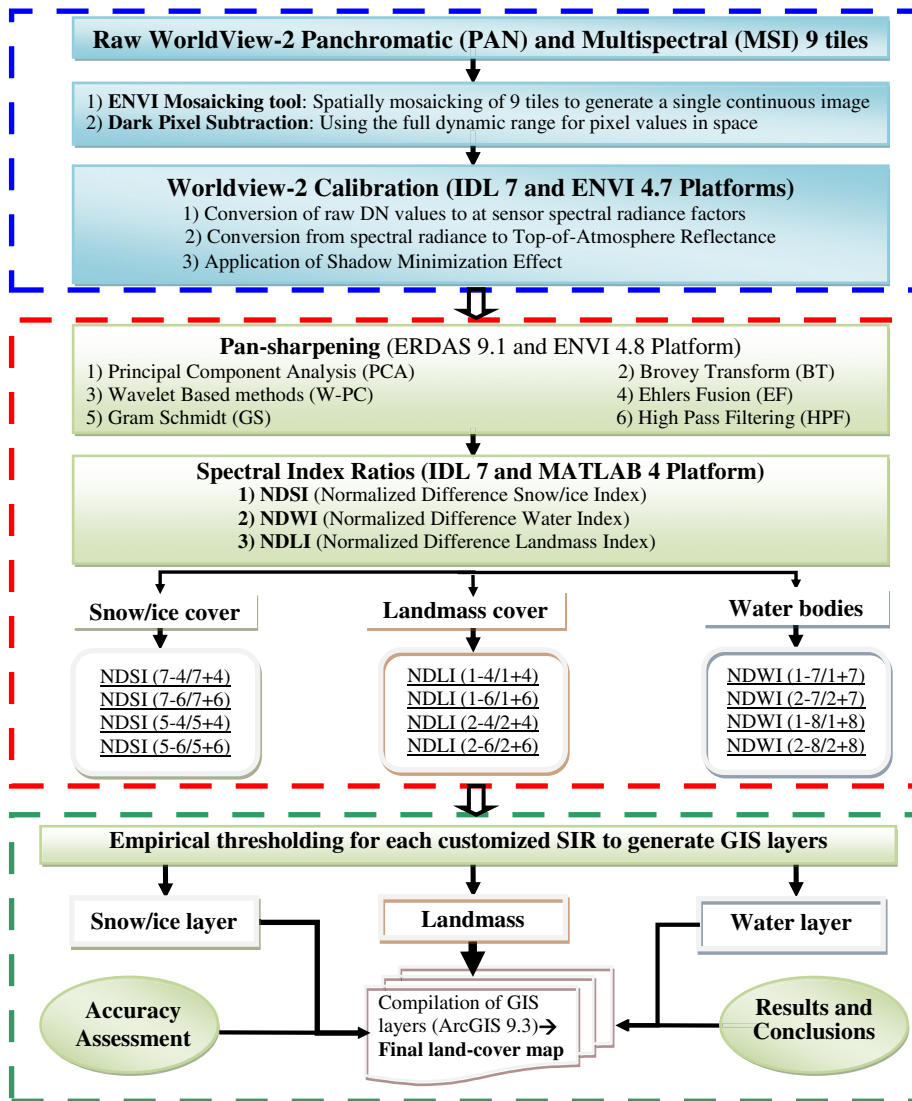 Raw WorldView-2 Panchromatic (PAN) and Multispectral (MSI) 9 tiles
1) ENVI Mosaicking tool: Spatially mosaicking of 9 tiles to generate a single continuous image
2) Dark Pixel Subtraction: Using the full dynamic range for pixel values in space
Worldview-2 Calibration (IDL 7 and ENVI 4.7 Platforms)
1) Conversion of raw DN values to at sensor spectral radiance factors
2) Conversion from spectral radiance to Top-of-Atmosphere Reflectance
3) Application of Shadow Minimization Effect
Pan-sharpening (ERDAS 9.1 and ENVI 4.8 Platform)
1) Principal Component Analysis (PCA) 2) Brovey Transform (BT)
3) Wavelet Based methods (W-PC) 4) Ehlers Fusion (EF)
5) Gram Schmidt (GS) 6) High Pass Filtering (HPF)
Spectral Index Ratios (IDL 7 and MATLAB 4 Platform)
1) NDSI (Normalized Difference Snow/ice Index)
2) NDWI (Normalized Difference Water Index)
3) NDLI (Normalized Difference Landmass Index)
Snow/ice cover
NDSI (7-4/7+4)
NDSI (7-6/7+6)
NDSI (5-4/5+4)
NDSI (5-6/5+6)
Landmass cover
NDLI (1-4/1+4)
NDLI (1-6/1+6)
NDLI (2-4/2+4)
NDLI (2-6/2+6)
Water bodies
NDWI (1-7/1+7)
NDWI (2-7/2+7)
NDWI (1-8/1+8)
NDWI (2-8/2+8)
Empirical thresholding for each customized SIR to generate GIS layers
Snow/ice layer
Landmass
Water layer
Accuracy
Assessment
Compilation of GIS
layers (ArcGIS 9.3)→
Final land-cover map
Results and
Conclusions